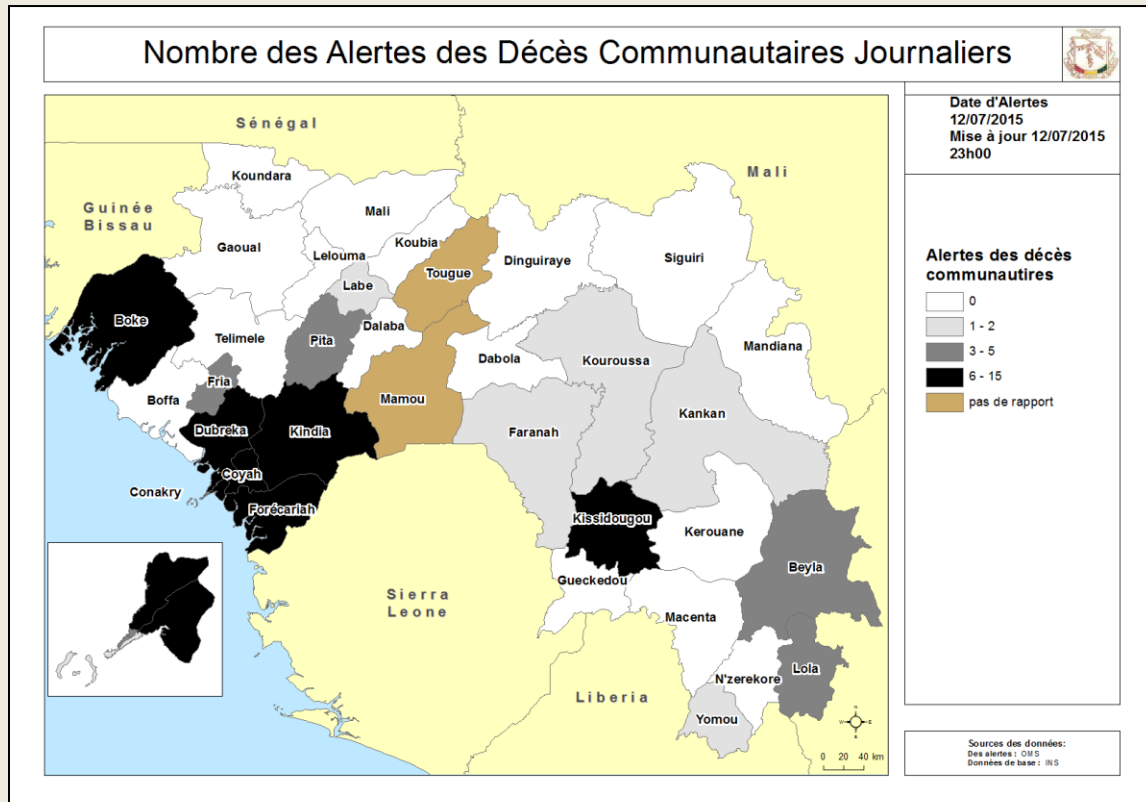 Nombre des Alertes des Décès Communautaires Journaliers
Date d'Alertes
12/07/2015
Mise à jour 12/07/2015
23h00
Alertes des décès
communautires
0
1 - 2
3 - 5
6 - 15
pas de rapport
Sénégal
Mali
Guinée
Bissau
Koundara
Mali
Gaoual
Koubia
Lelouma
Tougue
Dinguiraye
Siguiri
Labe
Boke
Telimele
Pita
Dalaba
Dabola
Kouroussa
Mandiana
Fria
Boffa
Mamou
Kankan
Dubreka
Kindia
Faranah
Coyah
Conakry
Forécariah
Kissidougou
Kerouane
Beyla
Gueckedou
Sierra
Leone
Macenta
Lola
N'zerekore
Liberia
Yomou
N
W
E
S
0 20 40 km
Sources des données:
Des alertes : OMS
Données de base : INS